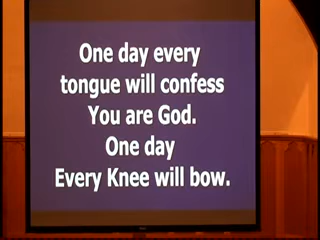 One day every
tongue will confess
You are God.
One day
Every Knee will bow.